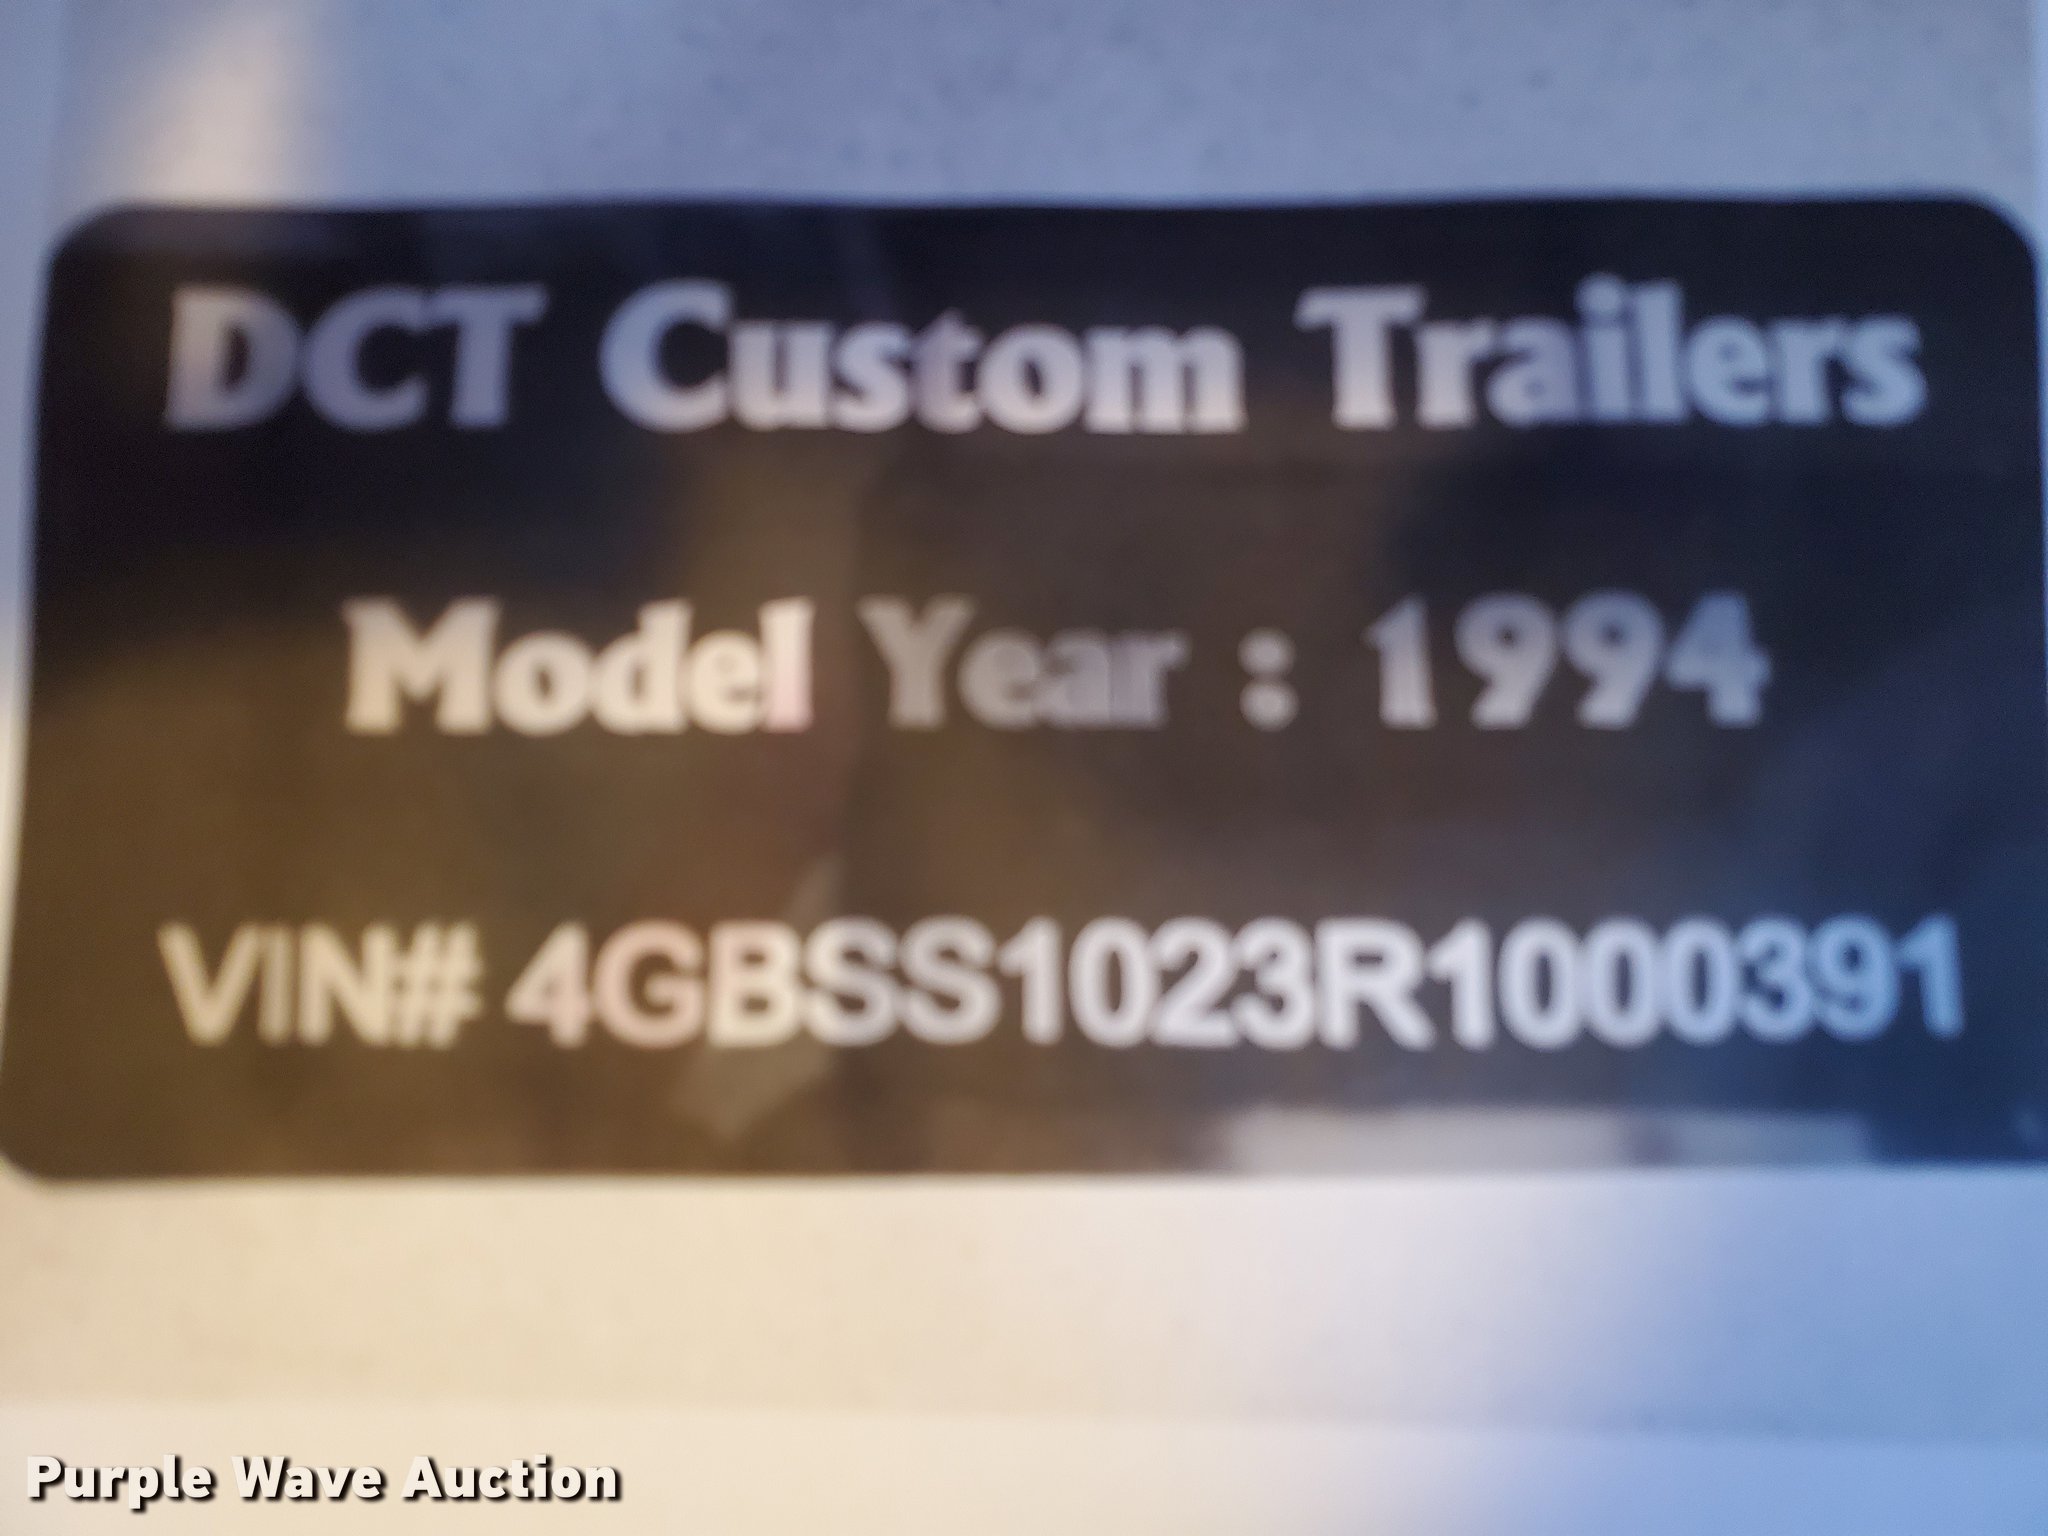 DCT Custom Trailers
Model Year : 1994
VIN# 4GBSS1023R1000391
Purple Wave Auction